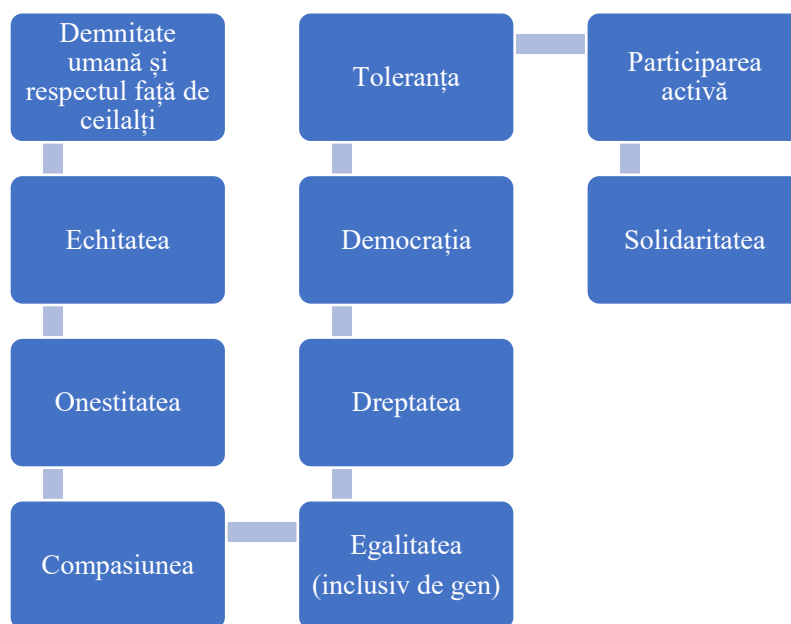 Demnitate
umană și
respectul față de
ceilalți
Echitatea
Onestitatea
Compasiunea
Egalitatea
(inclusiv de gen)
Dreptatea
Democrația
Toleranța
Participarea
activă
Solidaritatea